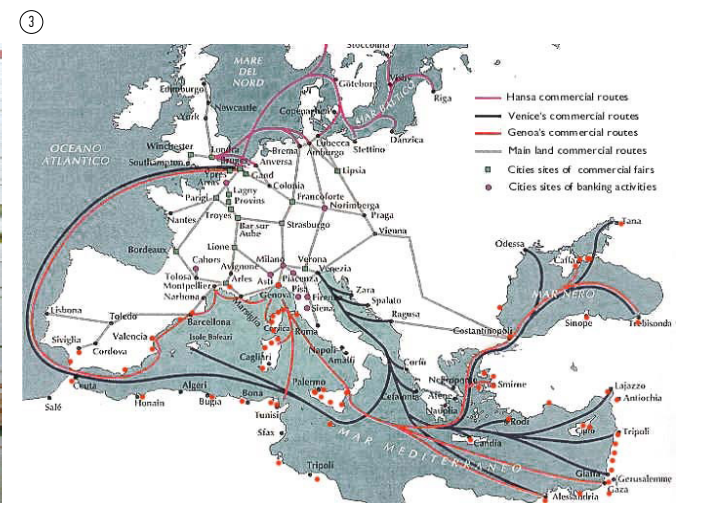 3
Stoccolma
MARE
DEL
NORD
Göteborg
Visby
Riga
MAR BALTICO
Edimburgo
Newcastle
York
Copenaghen
Danzica
Stettino
Lubecca
Amburgo
Brema
OCEANO
ATLANTICO
Winchester
Southampton
Londra
Bruges
Anversa
Ypres
Gand
Arras
Colonia
Lipsia
Lagny
Provins
Parigi
Troyes
Bar sur
Aube
Francoforte
Norimberga
Praga
Nantes
Strasburgo
Vienna
Bordeaux
Lione
Cahors
Milano
Verona
Venezia
Tolosa
Avignone
Montpellier
Arles
Asti
Piacenza
Narbona
Genova
Pisa
Firenze
Marsiglia
Siena
Zara
Spalato
Ragusa
Lisbona
Toledo
Barcellona
Corsica
Roma
Valencia
Isole Baleari
Siviglia
Cordova
Cagliari
Napoli
Amalfi
Corfù
Ceuta
Salé
Honain
Algeri
Bugia
Bona
Tunisi
Palermo
Sfax
Tripoli
Cefalonia
Negroponte
Atene
Nauplia
Smirne
Candia
Rodi
Cipro
MAR MEDITERRANEO
Costantinopoli
Odessa
Tana
Caffa
MAR NERO
Sinope
Trebisonda
Lajazzo
Antiochia
Tripoli
Giaffa
Gerusalemme
Gaza
Alessandria
Hansa commercial routes
Venice's commercial routes
Genoa's commercial routes
Main land commercial routes
Cities sites of commercial fairs
Cities sites of banking activities